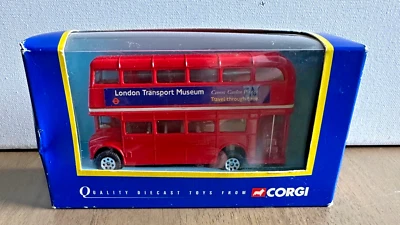 London Transport Museum
Covent Garden Piazza
Travel through time
QUALITY DIECAST TOYS FROM CORGI